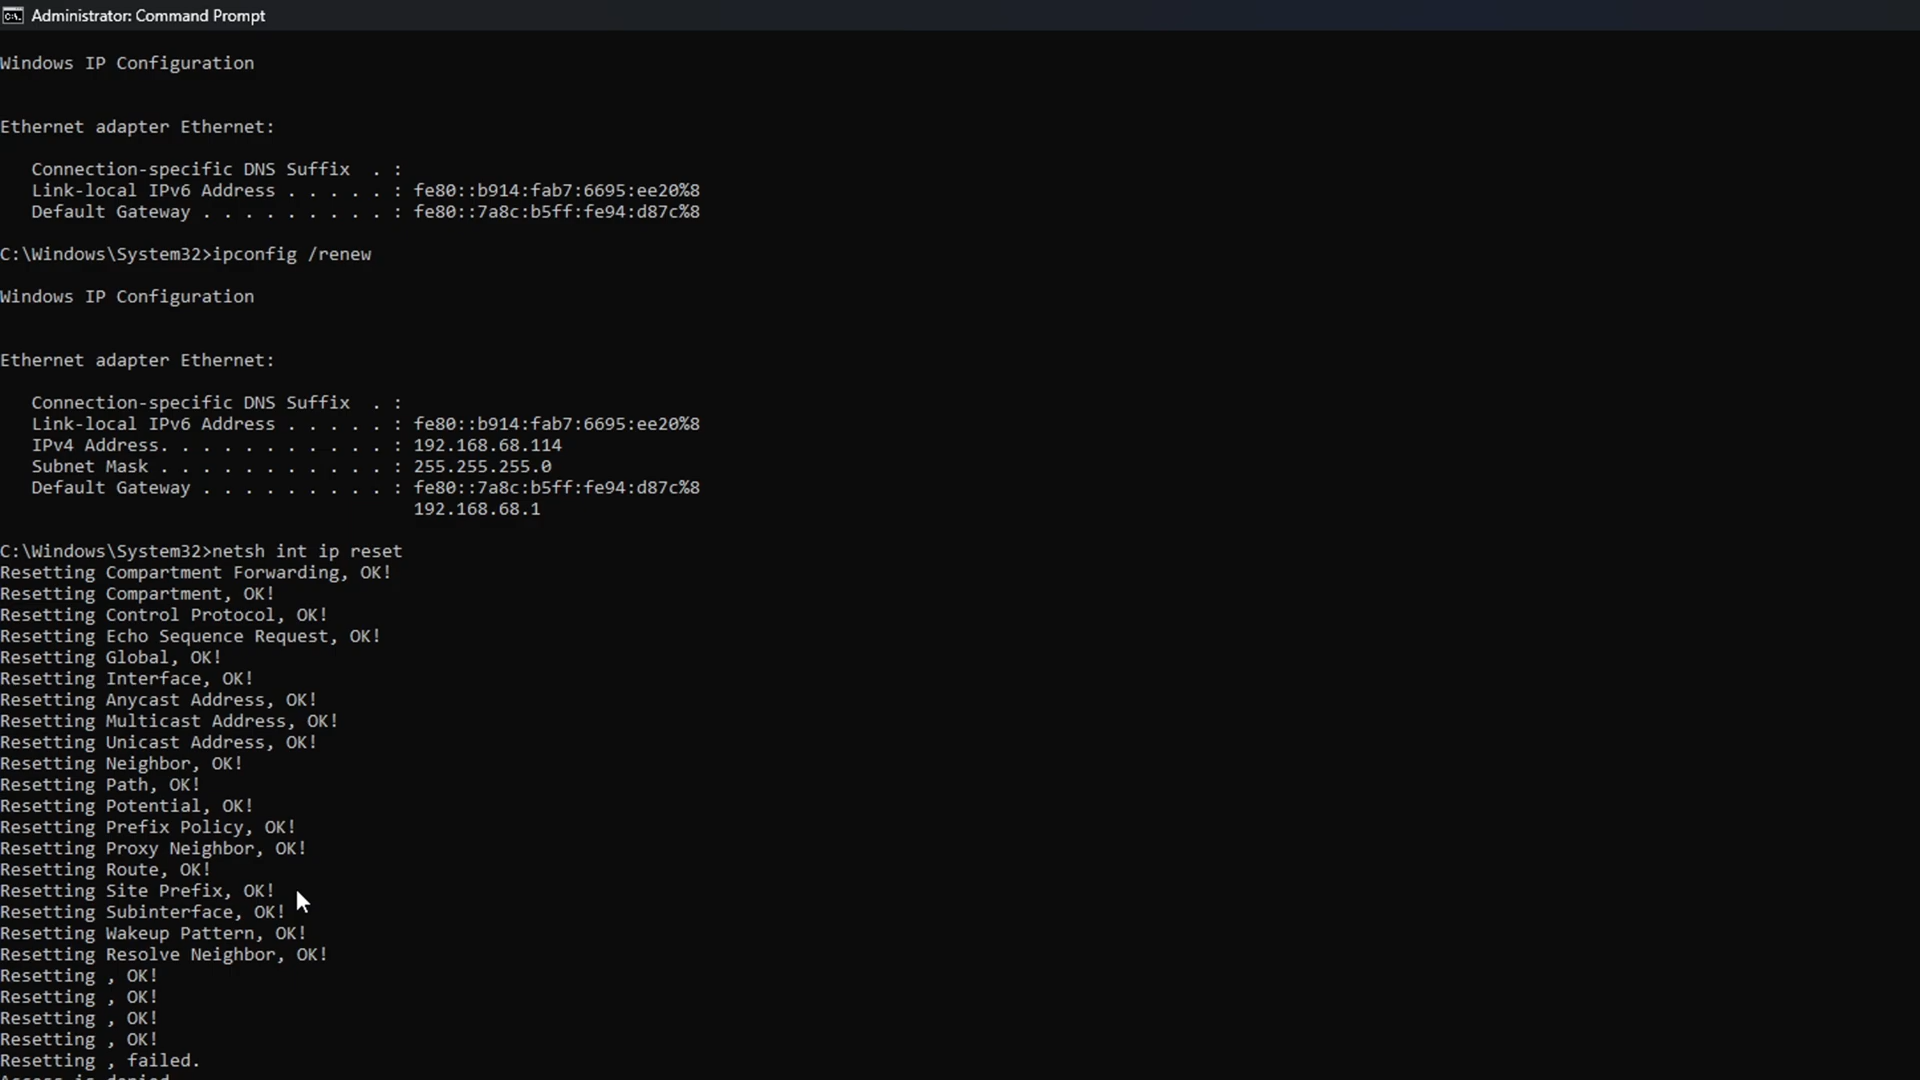 Administrator: Command Prompt
Windows IP Configuration
Ethernet adapter Ethernet:
Connection-specific DNS Suffix  . :
Link-local IPv6 Address . . . . . : fe80::b914:fab7:6695:ee20%8
Default Gateway . . . . . . . . . : fe80::7a8c:b5ff:fe94:d87c%8
C:\Windows\System32>ipconfig /renew
Windows IP Configuration
Ethernet adapter Ethernet:
Connection-specific DNS Suffix  . :
Link-local IPv6 Address . . . . . : fe80::b914:fab7:6695:ee20%8
IPv4 Address. . . . . . . . . . . : 192.168.68.114
Subnet Mask . . . . . . . . . . . : 255.255.255.0
Default Gateway . . . . . . . . . : fe80::7a8c:b5ff:fe94:d87c%8
192.168.68.1
C:\Windows\System32>netsh int ip reset
Resetting Compartment Forwarding, OK!
Resetting Compartment, OK!
Resetting Control Protocol, OK!
Resetting Echo Sequence Request, OK!
Resetting Global, OK!
Resetting Interface, OK!
Resetting Anycast Address, OK!
Resetting Multicast Address, OK!
Resetting Unicast Address, OK!
Resetting Neighbor, OK!
Resetting Path, OK!
Resetting Potential, OK!
Resetting Prefix Policy, OK!
Resetting Proxy Neighbor, OK!
Resetting Route, OK!
Resetting Site Prefix, OK!
Resetting Subinterface, OK!
Resetting Wakeup Pattern, OK!
Resetting Resolve Neighbor, OK!
Resetting , OK!
Resetting , OK!
Resetting , OK!
Resetting , OK!
Resetting , failed.
Access is denied